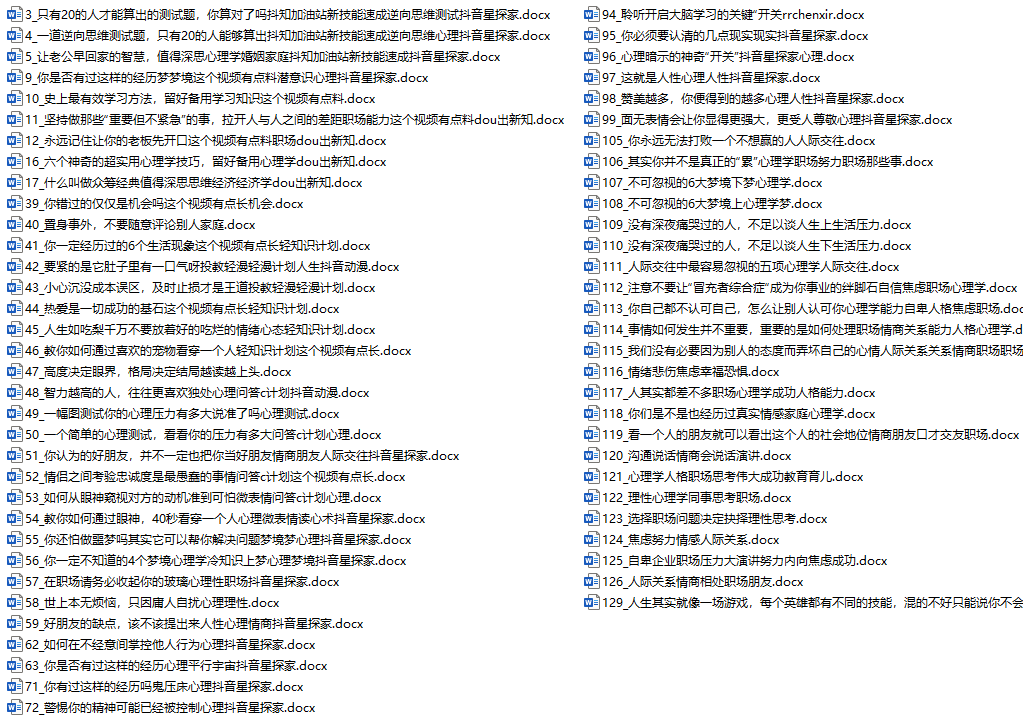 3_只有20的人才能算出的测试题，你算对了吗抖知加油站新技能速成逆向思维测试抖音星探家.docx
4_一道逆向思维测试题，只有20的人能够算出抖知加油站新技能速成逆向思维心理抖音星探家.docx
5_让老公早回家的智慧，值得深思心理学婚姻家庭抖知加油站新技能速成抖音星探家.docx
9_你是否有过这样的经历梦梦境这个视频有点料潜意识心理抖音星探家.docx
10_史上最有效学习方法，留好备用学习知识这个视频有点料.docx
11_坚持做那些“重要但不紧急”的事，拉开人与人之间的差距职场能力这个视频有点料dou出新知.docx
12_永远记住让你的老板先开口这个视频有点料职场dou出新知.docx
16_六个神奇的超实用心理学技巧，留好备用心理学dou出新知.docx
17_什么叫做众筹经典值得深思思维经济经济学dou出新知.docx
39_你错过的仅仅是机会吗这个视频有点长机会.docx
40_置身事外，不要随意评论别人家庭.docx
41_你一定经历过的6个生活现象这个视频有点长轻知识计划.docx
42_要紧的是它肚子里有一口气呀投教轻漫轻漫计划人生抖音动漫.docx
43_小心沉没成本误区，及时止损才是王道投教轻漫轻漫计划.docx
44_热爱是一切成功的基石这个视频有点长轻知识计划.docx
45_人生如吃梨千万不要放着好的吃烂的情绪心态轻知识计划.docx
46_教你如何通过喜欢的宠物看穿一个人轻知识计划这个视频有点长.docx
47_高度决定眼界，格局决定结局越读越上头.docx
48_智力越高的人，往往更喜欢独处心理问答c计划抖音动漫.docx
49_一幅图测试你的心理压力有多大说准了吗心理测试.docx
50_一个简单的心理测试，看看你的压力有多大问答c计划心理.docx
51_你认为的好朋友，并不一定也把你当好朋友情商朋友人际交往抖音星探家.docx
52_情侣之间考验忠诚度是最愚蠢的事情问答c计划这个视频有点长.docx
53_如何从眼神窥视对方的动机准到可怕微表情问答c计划心理.docx
54_教你如何通过眼神，40秒看穿一个人心理微表情读心术抖音星探家.docx
55_你还怕做噩梦吗其实它可以帮你解决问题梦境梦心理抖音星探家.docx
56_你一定不知道的4个梦境心理学冷知识上梦心理梦境抖音星探家.docx
57_在职场请务必收起你的玻璃心理性职场抖音星探家.docx
58_世上本无烦恼，只因庸人自扰心理理性.docx
59_好朋友的缺点，该不该提出来人性心理情商抖音星探家.docx
62_如何在不经意间掌控他人行为心理抖音星探家.docx
63_你是否有过这样的经历心理平行宇宙抖音星探家.docx
71_你有过这样的经历吗鬼压床心理抖音星探家.docx
72_警惕你的精神可能已经被控制心理抖音星探家.docx
94_聆听开启大脑学习的关键“开关rrchenxir.docx
95_你必须要认清的几点现实现实抖音星探家.docx
96_心理暗示的神奇“开关”抖音星探家心理.docx
97_这就是人性心理人性抖音星探家.docx
98_赞美越多，你便得到的越多心理人性抖音星探家.docx
99_面无表情会让你显得更强大，更受人尊敬心理抖音星探家.docx
105_你永远无法打败一个不想赢的人人际交往.docx
106_其实你并不是真正的“累”心理学职场努力职场那些事.docx
107_不可忽视的6大梦境下梦心理学.docx
108_不可忽视的6大梦境上心理学梦.docx
109_没有深夜痛哭过的人，不足以谈人生上生活压力.docx
110_没有深夜痛哭过的人，不足以谈人生下生活压力.docx
111_人际交往中最容易忽视的五项心理学人际交往.docx
112_注意不要让“冒充者综合症”成为你事业的绊脚石自信焦虑职场心理学.docx
113_你自己都不认可自己，怎么让别人认可你心理学能力自卑人格焦虑职场.doc
114_事情如何发生并不重要，重要的是如何处理职场情商关系能力人格心理学.d
115_我们没有必要因为别人的态度而弄坏自己的心情人际关系关系情商职场职场
116_情绪悲伤焦虑幸福恐惧.docx
117_人其实都差不多职场心理学成功人格能力.docx
118_你们是不是也经历过真实情感家庭心理学.docx
119_看一个人的朋友就可以看出这个人的社会地位情商朋友口才交友职场.docx
120_沟通说话情商会说话演讲.docx
121_心理学人格职场思考伟大成功教育育儿.docx
122_理性心理学同事思考职场.docx
123_选择职场问题决定抉择理性思考.docx
124_焦虑努力情感人际关系.docx
125_自卑企业职场压力大演讲努力内向焦虑成功.docx
126_人际关系情商相处职场朋友.docx
129_人生其实就像一场游戏，每个英雄都有不同的技能，混的不好只能说你不会